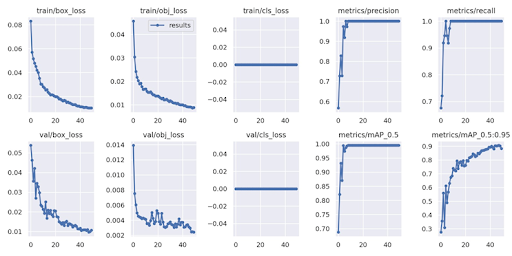 train/box_loss
train/obj_loss
train/cls_loss
metrics/precision
metrics/recall
0.08
0.06
0.04
0.02
0.04
0.03
0.02
0.01
results
0.04
0.02
0.00
−0.02
−0.04
1.0
0.9
0.8
0.7
0.6
1.0
0.9
0.8
0.7
0 20 40
0 20 40
0 20 40
0 20 40
0 20 40
val/box_loss
val/obj_loss
val/cls_loss
metrics/mAP_0.5
metrics/mAP_0.5:0.95
0.05
0.04
0.03
0.02
0.01
0.014
0.012
0.010
0.008
0.006
0.004
0.002
0.04
0.02
0.00
−0.02
−0.04
1.00
0.95
0.90
0.85
0.80
0.75
0.70
0.9
0.8
0.7
0.6
0.5
0.4
0.3
0 20 40
0 20 40
0 20 40
0 20 40
0 20 40